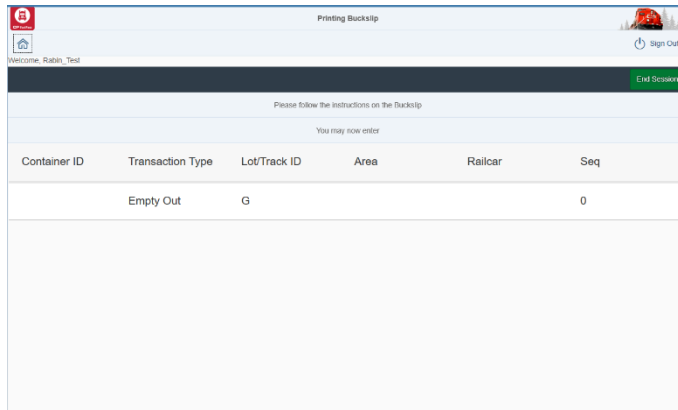 Printing Buckslip
Sign Out
Welcome, Rabin_Test
End Session
Please follow the instructions on the Buckslip
You may now enter
Container ID Transaction Type Lot/Track ID Area Railcar Seq
Empty Out G 0